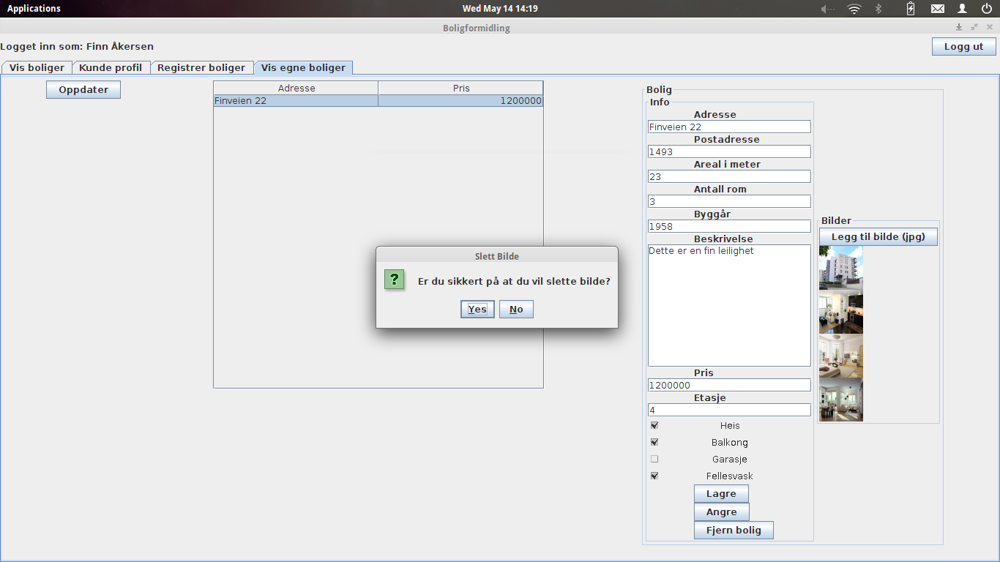 Applications
Wed May 14 14:19
Boligformidling
Logget inn som: Finn Åkersen
Logg ut
Vis boliger
Kunde profil
Registrer boliger
Vis egne boliger
Oppdater
Adresse Pris
Finveien 22 1200000
Bolig
Info
Adresse
Finveien 22
Postadresse
1493
Areal i meter
23
Antall rom
3
Byggår
1958
Beskrivelse
Dette er en fin leilighet
Pris
1200000
Etasje
4
Heis
Balkong
Garasje
Fellesvask
Lagre
Angre
Fjern bolig
Bilder
Legg til bilde (jpg)
Slett Bilde
?
Er du sikkert på at du vil slette bilde?
Yes
No